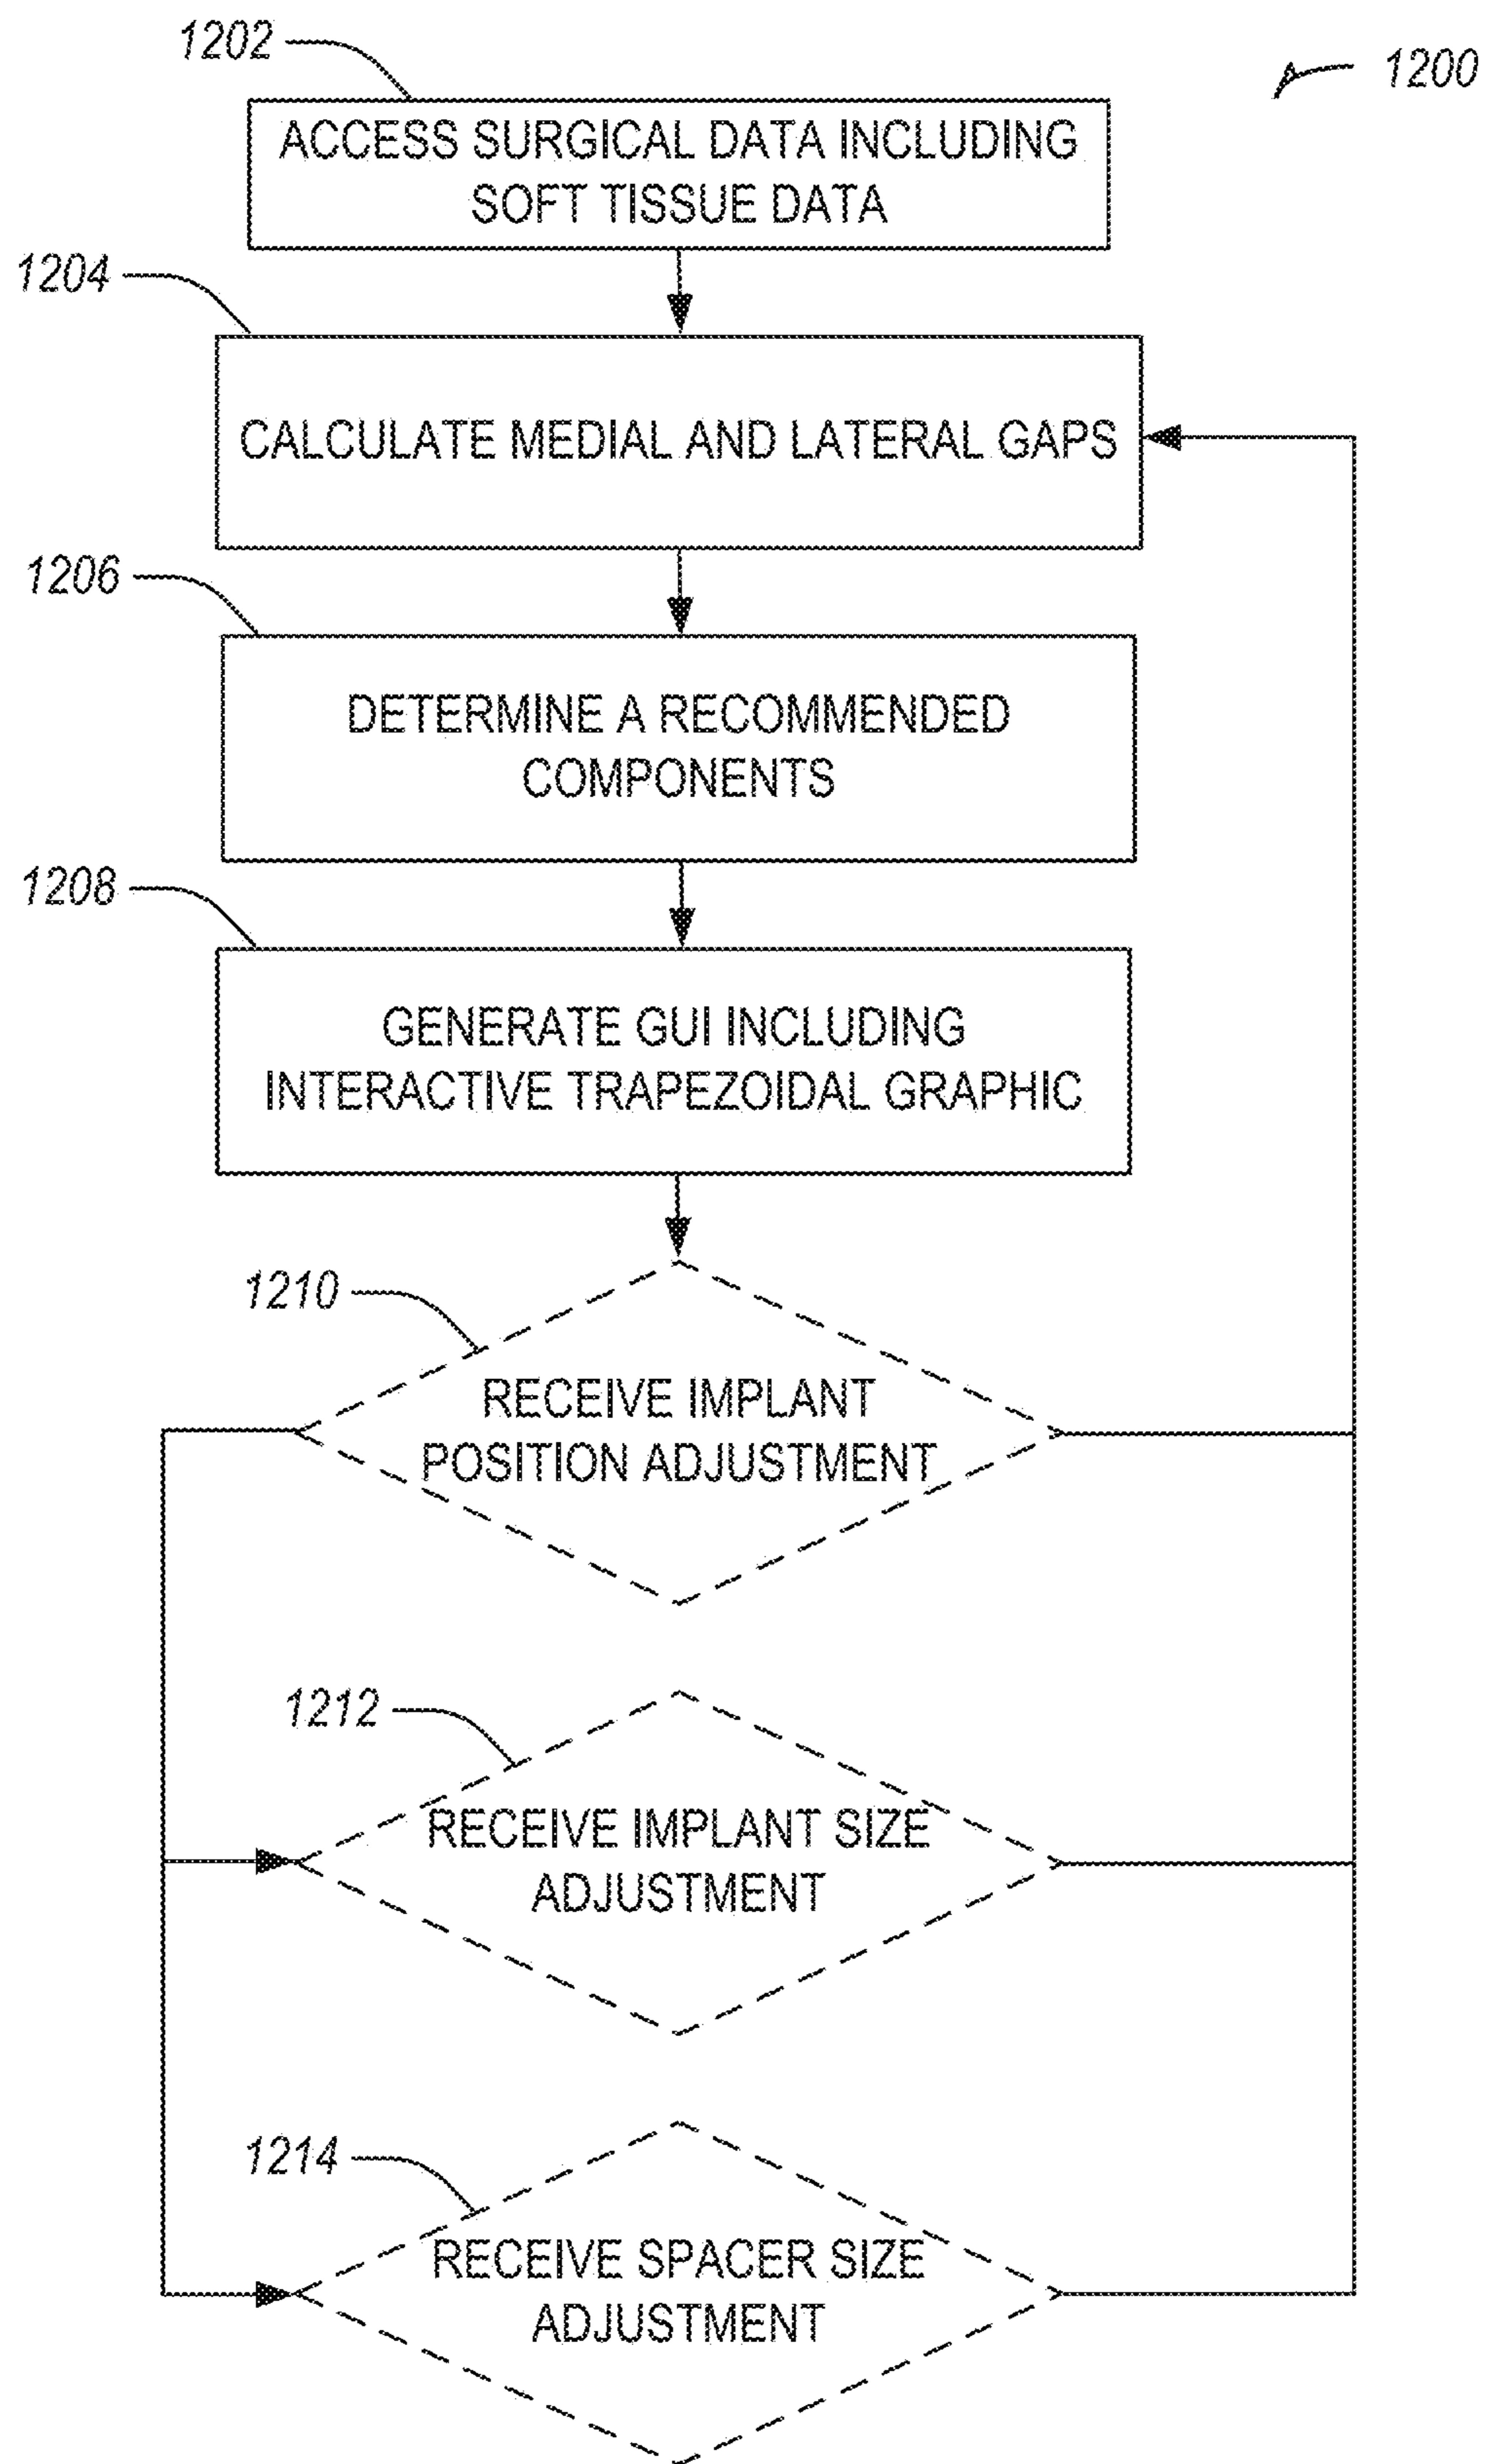 1202
1200
ACCESS SURGICAL DATA INCLUDING
SOFT TISSUE DATA
1204
CALCULATE MEDIAL AND LATERAL GAPS
1206
DETERMINE A RECOMMENDED
COMPONENTS
1208
GENERATE GUI INCLUDING
INTERACTIVE TRAPEZOIDAL GRAPHIC
1210
RECEIVE IMPLANT
POSITION ADJUSTMENT
1212
RECEIVE IMPLANT SIZE
ADJUSTMENT
1214
RECEIVE SPACER SIZE
ADJUSTMENT